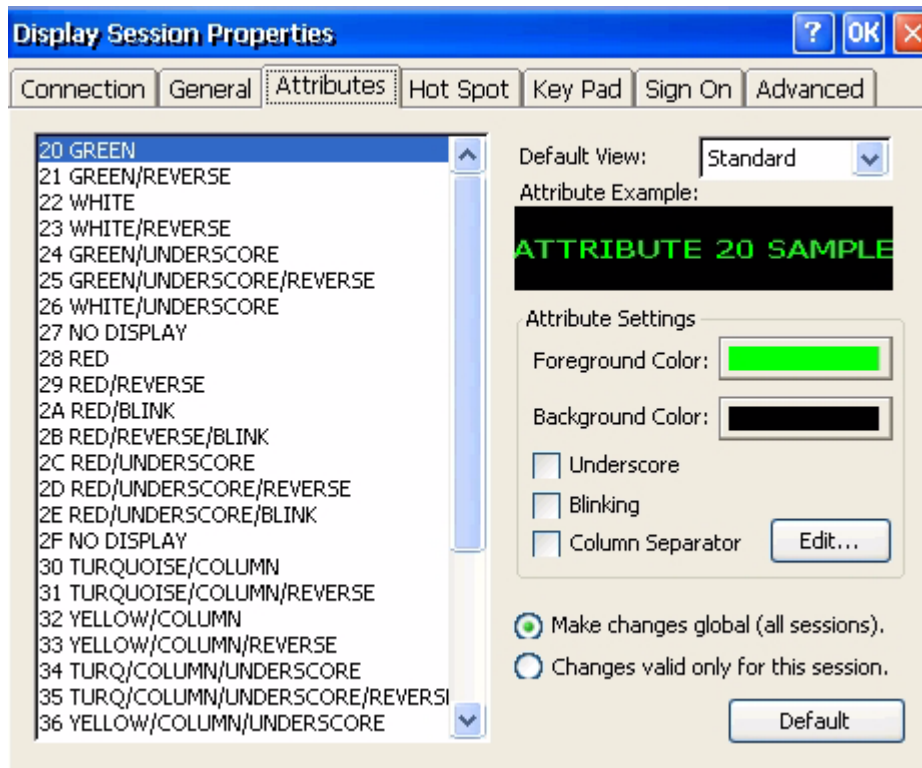 Display Session Properties ? OK
Connection General Attributes Hot Spot Key Pad Sign On Advanced
20 GREEN
21 GREEN/REVERSE
22 WHITE
23 WHITE/REVERSE
24 GREEN/UNDERSCORE
25 GREEN/UNDERSCORE/REVERSE
26 WHITE/UNDERSCORE
27 NO DISPLAY
28 RED
29 RED/REVERSE
2A RED/BLINK
2B RED/REVERSE/BLINK
2C RED/UNDERSCORE
2D RED/UNDERSCORE/REVERSE
2E RED/UNDERSCORE/BLINK
2F NO DISPLAY
30 TURQUOISE/COLUMN
31 TURQUOISE/COLUMN/REVERSE
32 YELLOW/COLUMN
33 YELLOW/COLUMN/REVERSE
34 TURQ/COLUMN/UNDERSCORE
35 TURQ/COLUMN/UNDERSCORE/REVERS
36 YELLOW/COLUMN/UNDERSCORE
Default View: Standard
Attribute Example:
ATTRIBUTE 20 SAMPLE
Attribute Settings
Foreground Color:
Background Color:
Underscore
Blinking
Column Separator Edit...
Make changes global (all sessions).
Changes valid only for this session.
Default